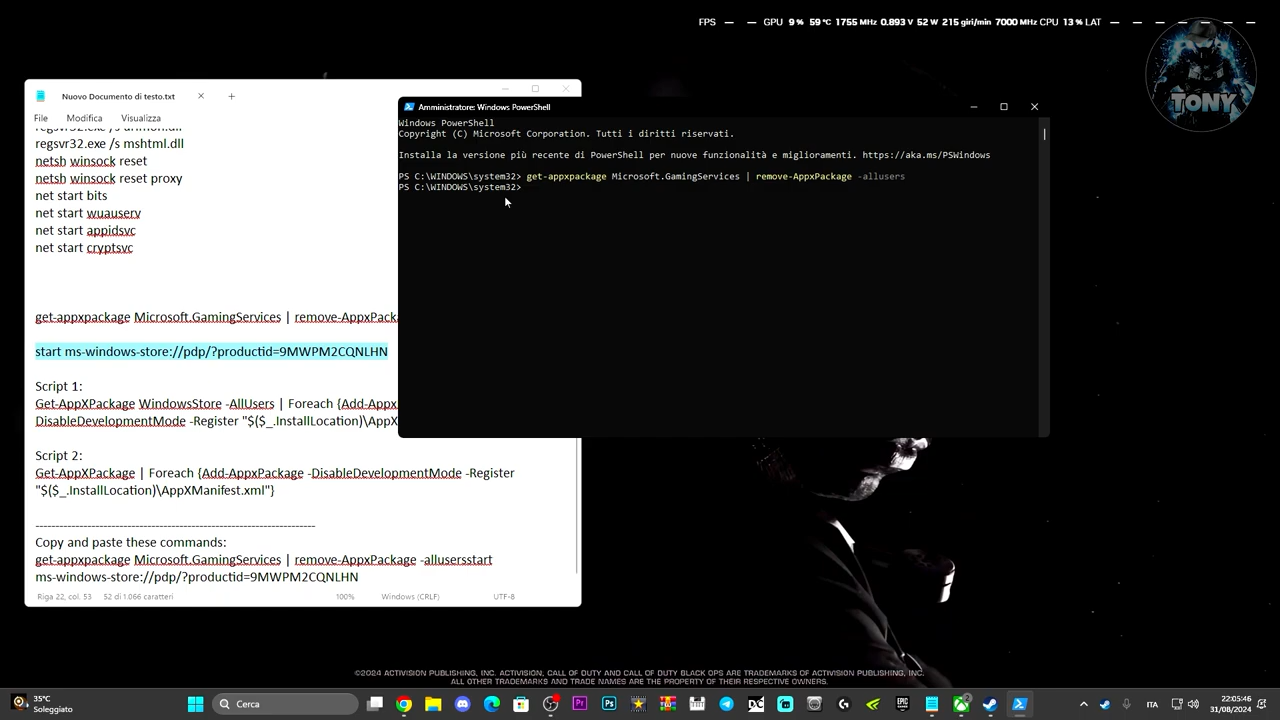 FPS — — GPU 9 % 59 °C 1755 MHz 0.893 V 52 W 215 giri/min 7000 MHz CPU 13 % LAT — — — — — — —
TONY
Nuovo Documento di testo.txt
File Modifica Visualizza
regsvr32.exe /s mshtml.dll
netsh winsock reset
netsh winsock reset proxy
net start bits
net start wuauserv
net start appidsvc
net start cryptsvc
get-appxpackage Microsoft.GamingServices | remove-AppxPack
start ms-windows-store://pdp/?productid=9MWPM2CQNLHN
Script 1:
Get-AppXPackage WindowsStore -AllUsers | Foreach {Add-Appx
DisableDevelopmentMode -Register "$($_.InstallLocation)\AppX
Script 2:
Get-AppXPackage | Foreach {Add-AppxPackage -DisableDevelopmentMode -Register
"$($_.InstallLocation)\AppXManifest.xml"}
----------------------------------------------------------------------
Copy and paste these commands:
get-appxpackage Microsoft.GamingServices | remove-AppxPackage -allusersstart
ms-windows-store://pdp/?productid=9MWPM2CQNLHN
Riga 22, col. 53 52 di 1.066 caratteri 100% Windows (CRLF) UTF-8
Amministratore: Windows PowerShell
Windows PowerShell
Copyright (C) Microsoft Corporation. Tutti i diritti riservati.
Installa la versione più recente di PowerShell per nuove funzionalità e miglioramenti. https://aka.ms/PSWindows
PS C:\WINDOWS\system32> get-appxpackage Microsoft.GamingServices | remove-AppxPackage -allusers
PS C:\WINDOWS\system32>
©2024 ACTIVISION PUBLISHING, INC. ACTIVISION, CALL OF DUTY AND CALL OF DUTY BLACK OPS ARE TRADEMARKS OF ACTIVISION PUBLISHING, INC.
ALL OTHER TRADEMARKS AND TRADE NAMES ARE THE PROPERTY OF THEIR RESPECTIVE OWNERS.
35°C
Soleggiato
Cerca
22:05:46
31/08/2024